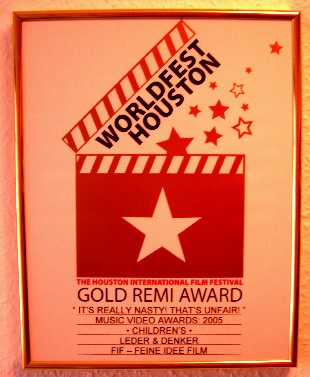 WORLDFEST
HOUSTON
THE HOUSTON INTERNATIONAL FILM FESTIVAL
GOLD REMI AWARD
" IT'S REALLY NASTY! THAT'S UNFAIR! "
MUSIC VIDEO AWARDS: 2005
• CHILDREN'S •
LEDER & DENKER
FIF – FEINE IDEE FILM